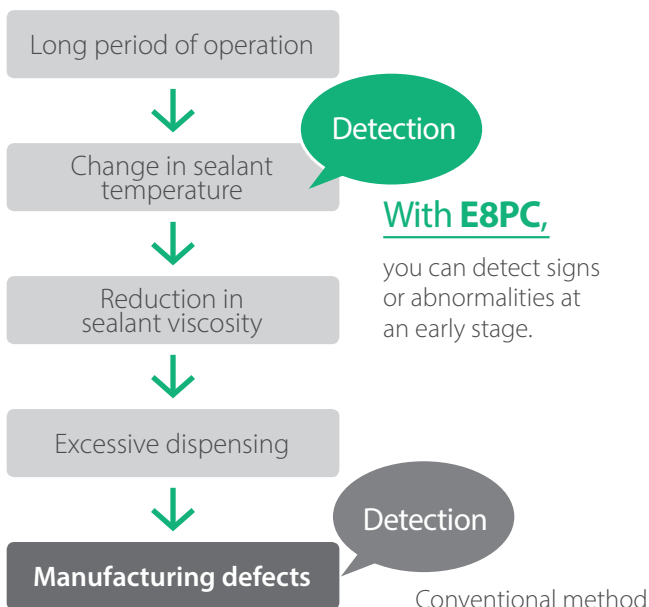 Long period of operation
Detection
Change in sealant
temperature
With E8PC,
you can detect signs
or abnormalities at
an early stage.
Reduction in
sealant viscosity
Excessive dispensing
Detection
Manufacturing defects
Conventional method